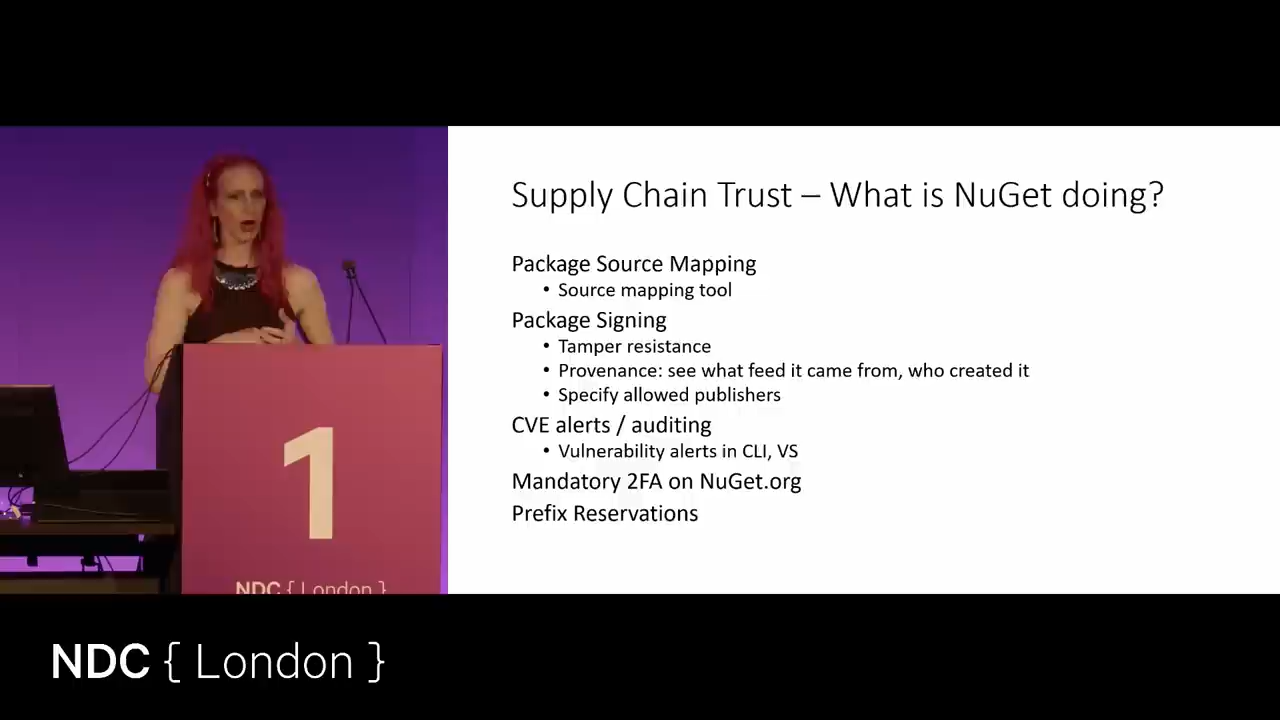 Supply Chain Trust – What is NuGet doing?
Package Source Mapping
• Source mapping tool
Package Signing
• Tamper resistance
• Provenance: see what feed it came from, who created it
• Specify allowed publishers
CVE alerts / auditing
• Vulnerability alerts in CLI, VS
Mandatory 2FA on NuGet.org
Prefix Reservations
1
NDC { London }
NDC { London }